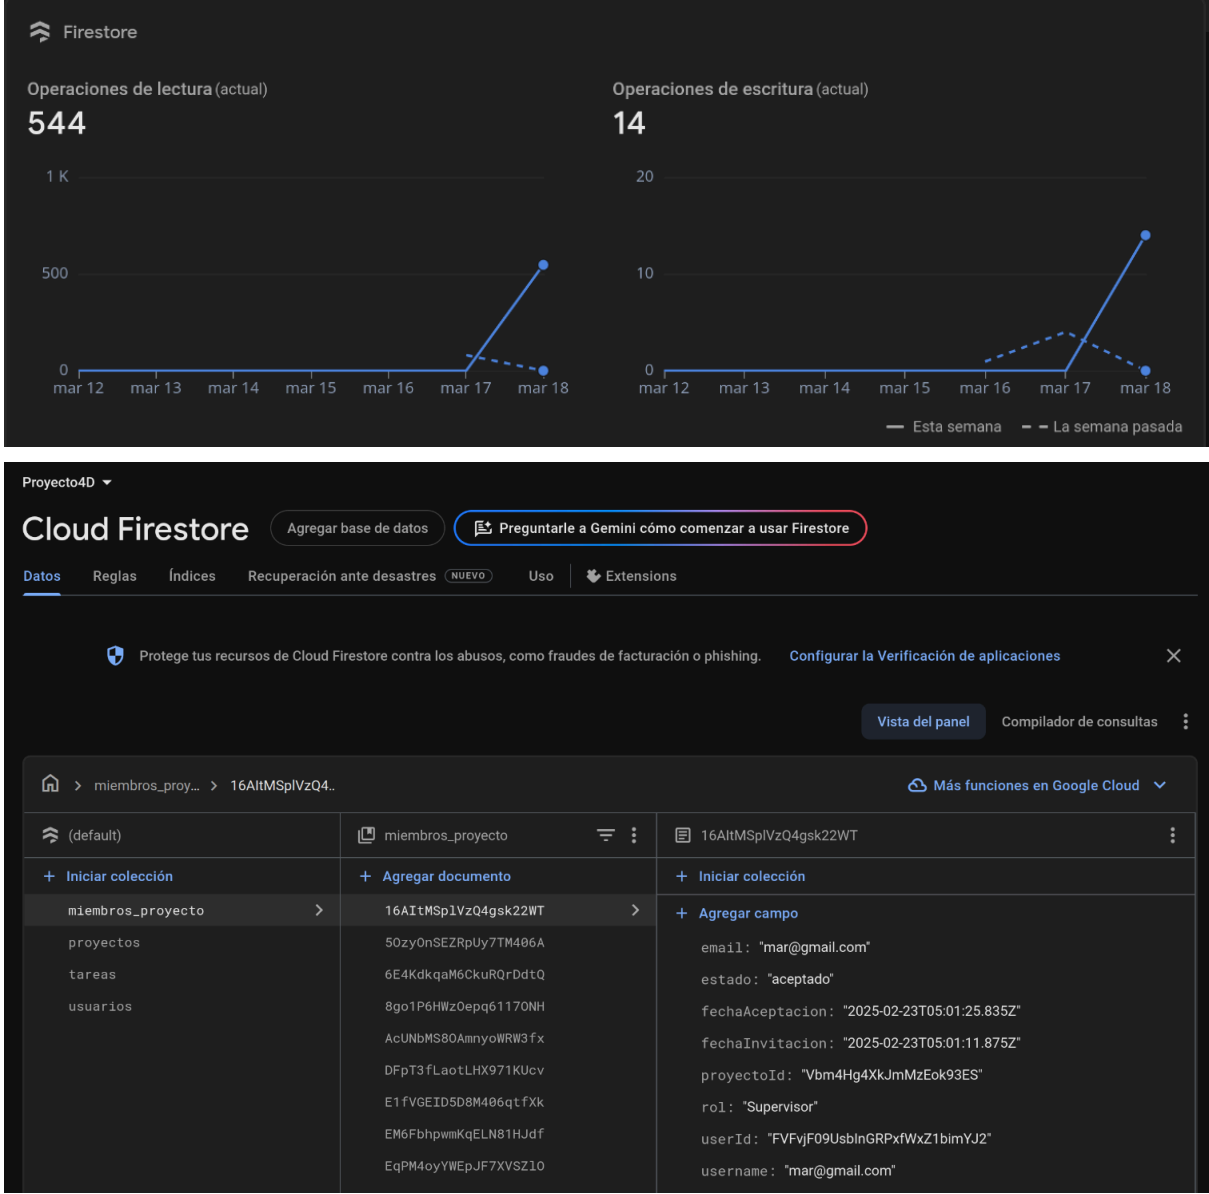 Firestore
Operaciones de lectura (actual)
544
1 K
500
0
mar 12 mar 13 mar 14 mar 15 mar 16 mar 17 mar 18
Operaciones de escritura (actual)
14
20
10
0
mar 12 mar 13 mar 14 mar 15 mar 16 mar 17 mar 18
Esta semana La semana pasada
Proyecto4D
Cloud Firestore Agregar base de datos Preguntarle a Gemini cómo comenzar a usar Firestore
Datos Reglas Índices Recuperación ante desastres NUEVO Uso Extensions
Protege tus recursos de Cloud Firestore contra los abusos, como fraudes de facturación o phishing. Configurar la Verificación de aplicaciones
Vista del panel Compilador de consultas
miembros_proy... > 16AItMSplVzQ4..
Más funciones en Google Cloud
(default)
+ Iniciar colección
miembros_proyecto
proyectos
tareas
usuarios
miembros_proyecto
+ Agregar documento
16AItMSplVzQ4gsk22WT
5OzyOnSEZRpUy7TM406A
6E4KdkqaM6CkuRQrDdtQ
8go1P6HWzOepq6117ONH
AcUNbMS8OAmnyoWRW3fx
DFpT3fLaotLHX971KUcv
E1fVGEID5D8M406qtfXk
EM6FbhpwmKqELN81HJdf
EqPM4oyYWEpJF7XVSZlO
16AItMSplVzQ4gsk22WT
+ Iniciar colección
+ Agregar campo
email: "mar@gmail.com"
estado: "aceptado"
fechaAceptacion: "2025-02-23T05:01:25.835Z"
fechaInvitacion: "2025-02-23T05:01:11.875Z"
proyectoId: "Vbm4Hg4XkJmMzEok93ES"
rol: "Supervisor"
userId: "FVFvjF09UsbInGRPxfWxZ1bimYJ2"
username: "mar@gmail.com"